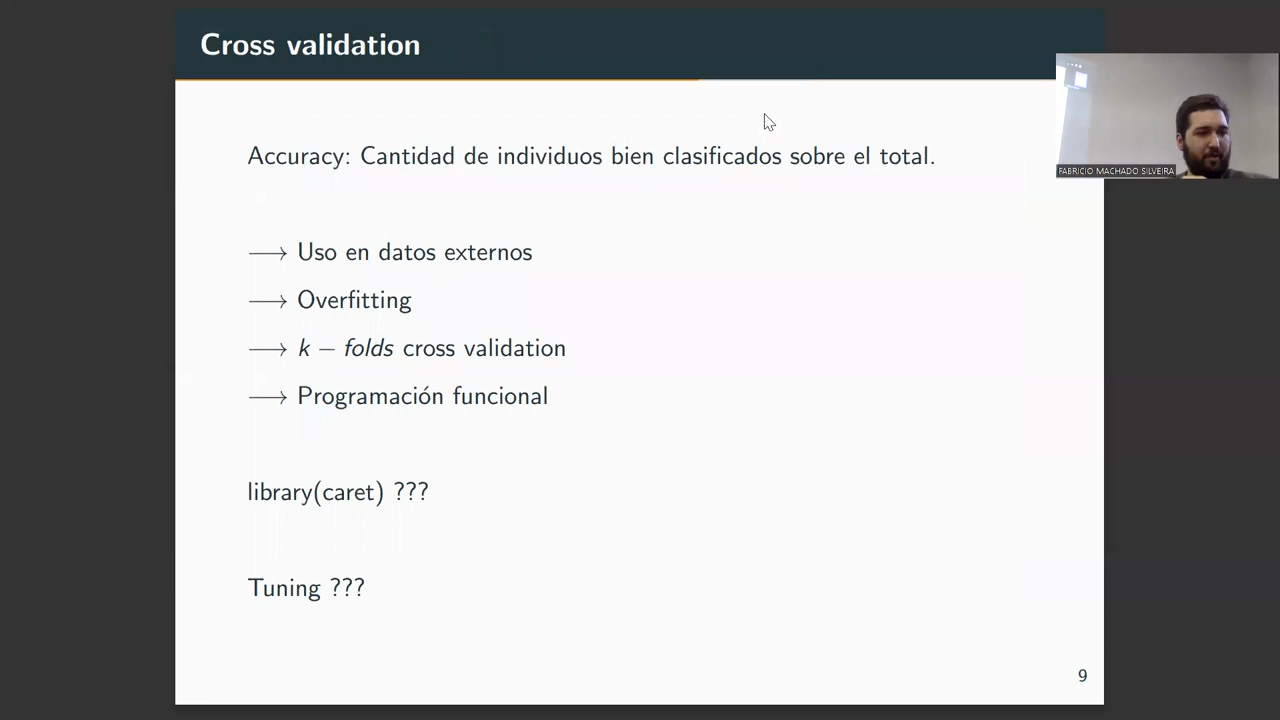 Cross validation
FABRICIO MACHADO SILVEIRA
Accuracy: Cantidad de individuos bien clasificados sobre el total.
⟶ Uso en datos externos
⟶ Overfitting
⟶ k − folds cross validation
⟶ Programación funcional
library(caret) ???
Tuning ???
9